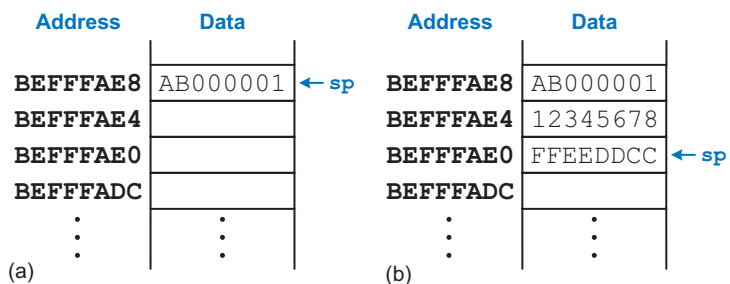 Address Data
BEFFFAE8 AB000001 sp
BEFFFAE4
BEFFFAE0
BEFFFADC
(a)
Address Data
BEFFFAE8 AB000001
BEFFFAE4 12345678
BEFFFAE0 FFEEDDCC sp
BEFFFADC
(b)